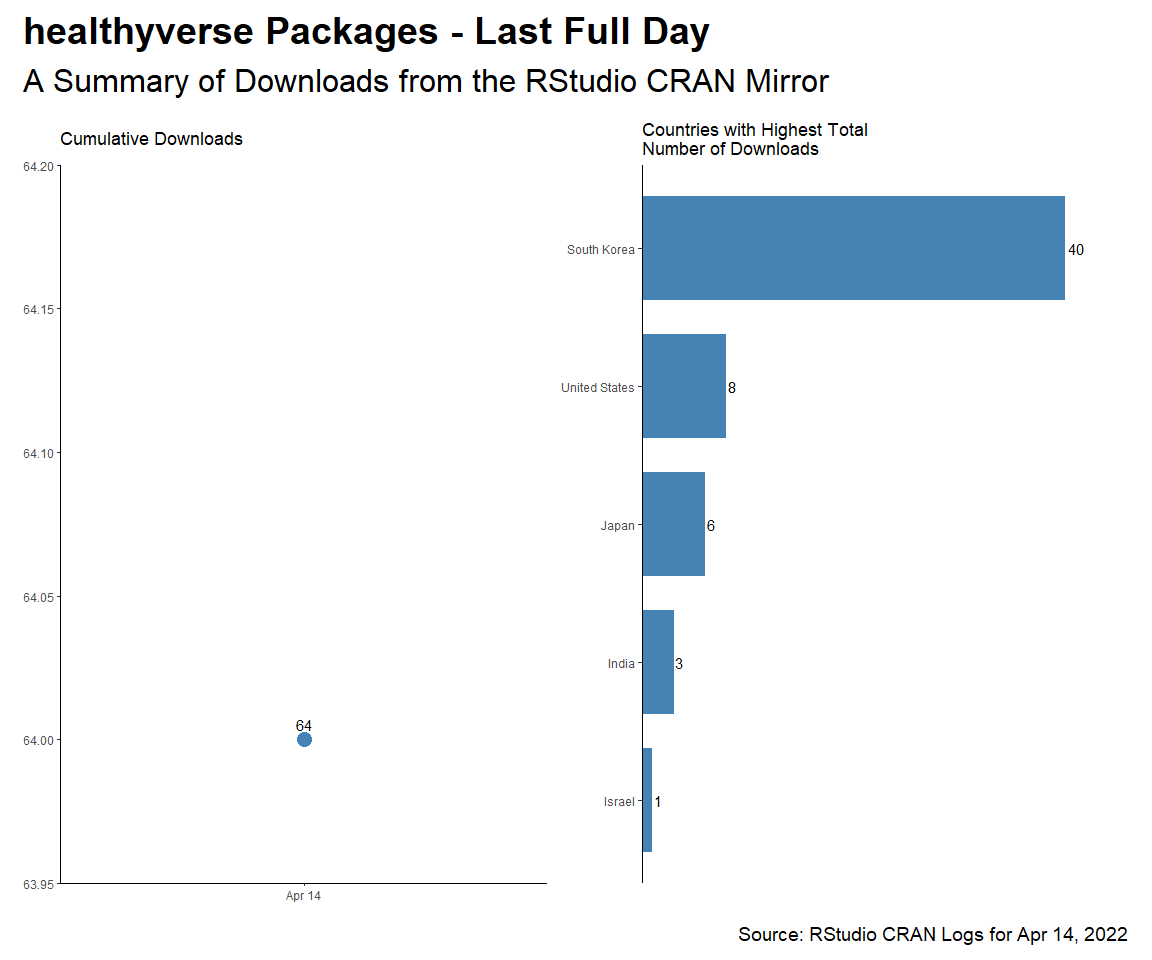 healthyverse Packages - Last Full Day
A Summary of Downloads from the RStudio CRAN Mirror
Cumulative Downloads
64.20
64.15
64.10
64.05
64.00
63.95
64
Apr 14
Countries with Highest Total
Number of Downloads
South Korea
40
United States
8
Japan
6
India
3
Israel
1
Source: RStudio CRAN Logs for Apr 14, 2022